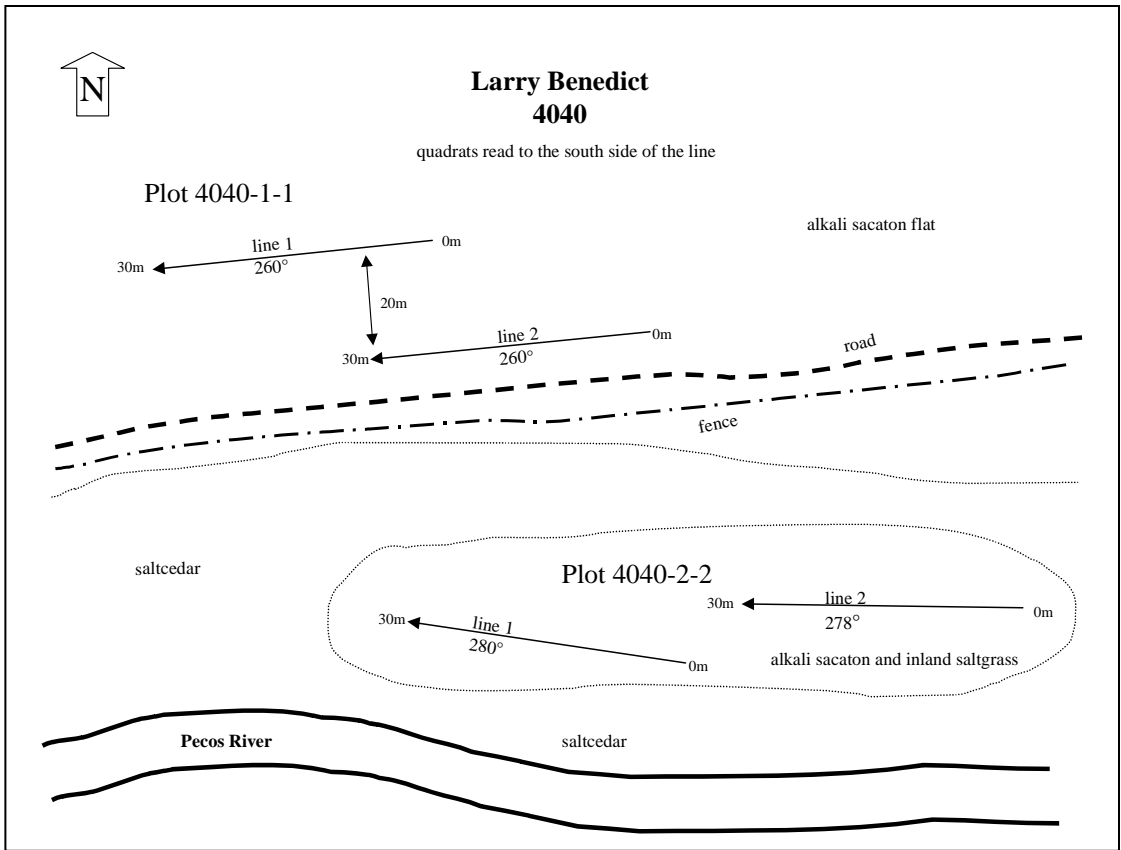 N
Larry Benedict
4040
quadrats read to the south side of the line
Plot 4040-1-1
alkali sacaton flat
line 1
0m
30m
260°
20m
line 2
0m
30m
260°
road
fence
saltcedar
Plot 4040-2-2
30m
line 2
0m
278°
30m
line 1
280°
0m
alkali sacaton and inland saltgrass
Pecos River
saltcedar